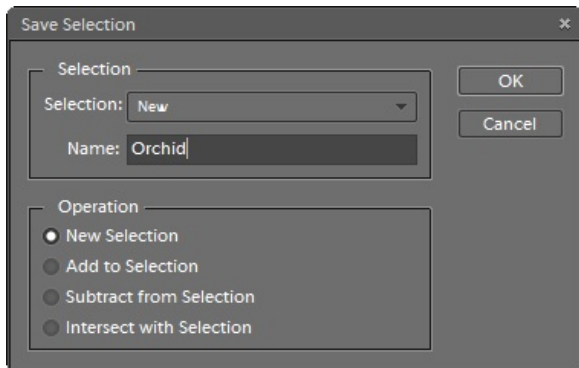 Save Selection
Selection
Selection: New
Name: Orchid
OK
Cancel
Operation
New Selection
Add to Selection
Subtract from Selection
Intersect with Selection